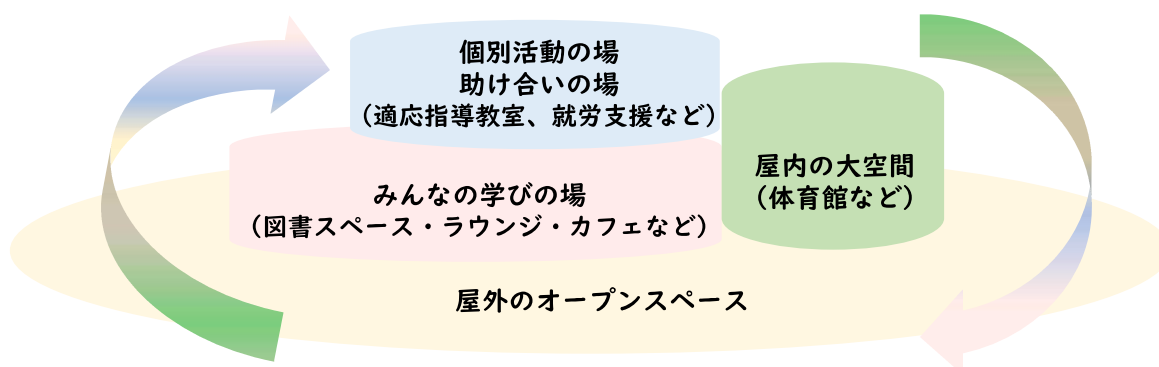 個別活動の場
助け合いの場
（適応指導教室、就労支援など）
みんなの学びの場
（図書スペース・ラウンジ・カフェなど）
屋内の大空間
（体育館など）
屋外のオープンスペース